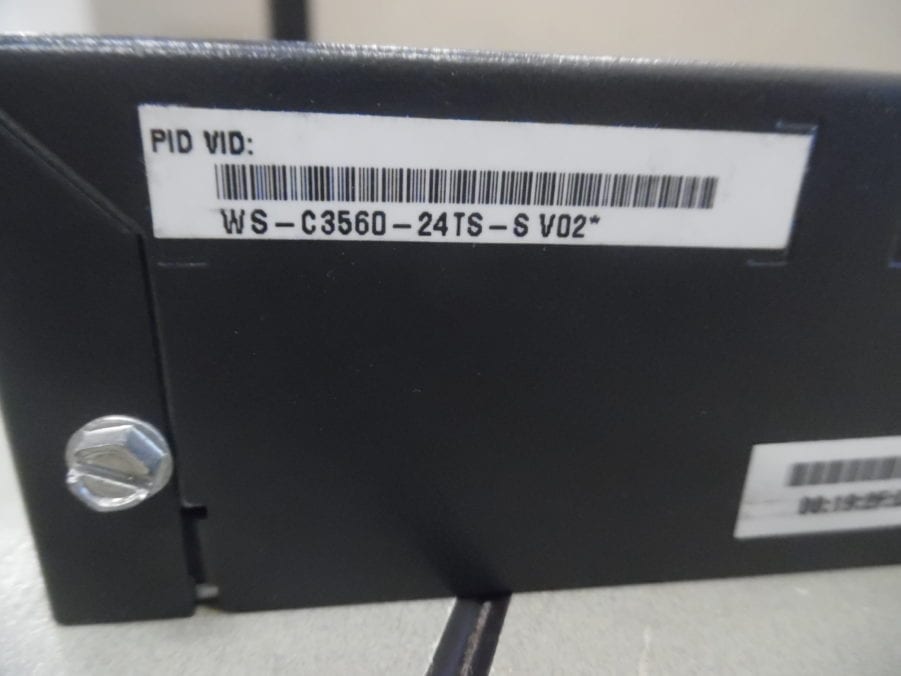 PID VID:
WS-C3560-24TS-S V02*